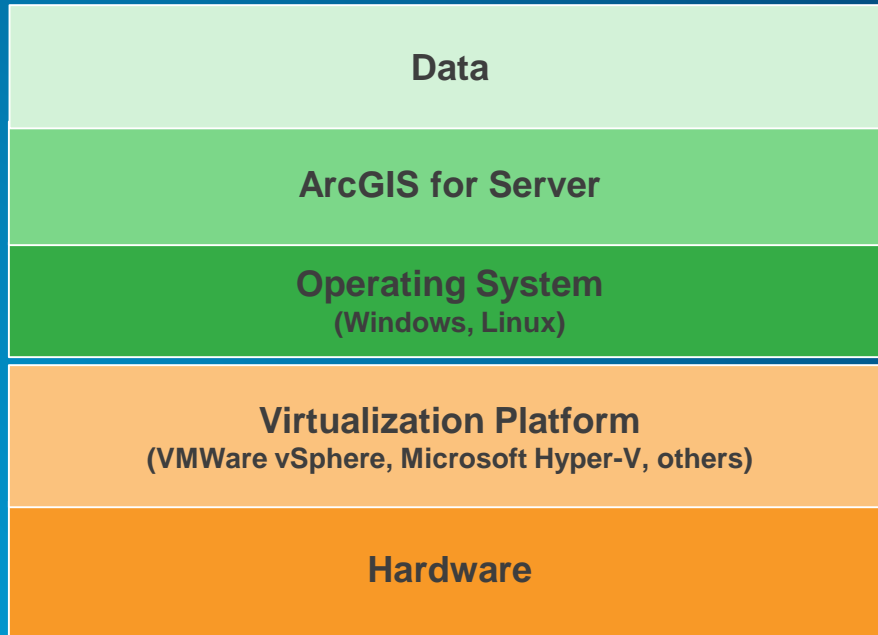 Data
ArcGIS for Server
Operating System
(Windows, Linux)
Virtualization Platform
(VMWare vSphere, Microsoft Hyper-V, others)
Hardware